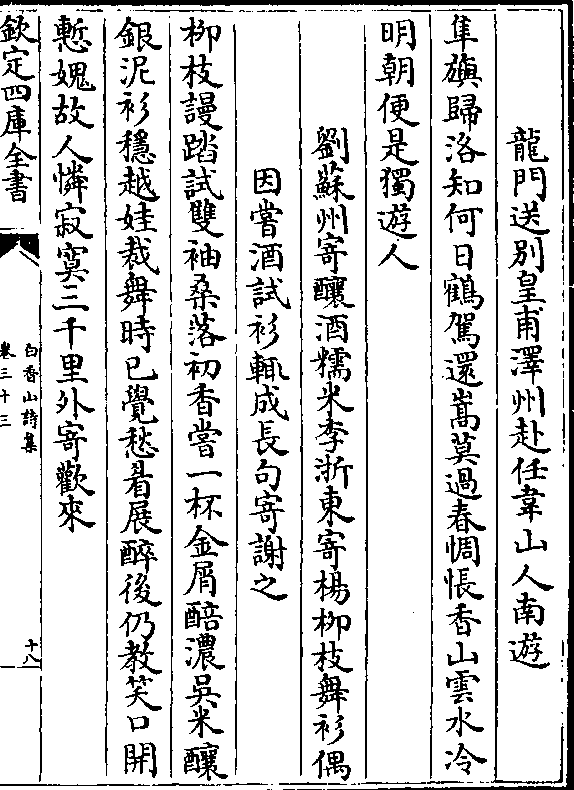 龍門送別皇甫澤州赴任韋山人南遊
隼旟歸洛知何日鶴駕還嵩莫過春惆悵香山雲水冷
明朝便是獨遊人
劉蘇州寄釀酒糯米李浙東寄楊柳枝舞衫偶
因嘗酒試衫輒成長句寄謝之
柳枝謾踏試雙袖桑落初香嘗一杯金屑醅濃吳米釀
銀泥衫穩越娃裁舞時已覺愁眉展醉後仍教笑口開
慙媿故人憐寂寞三千里外寄歡來
欽定四庫全書
白香山詩集
卷三十三
十八